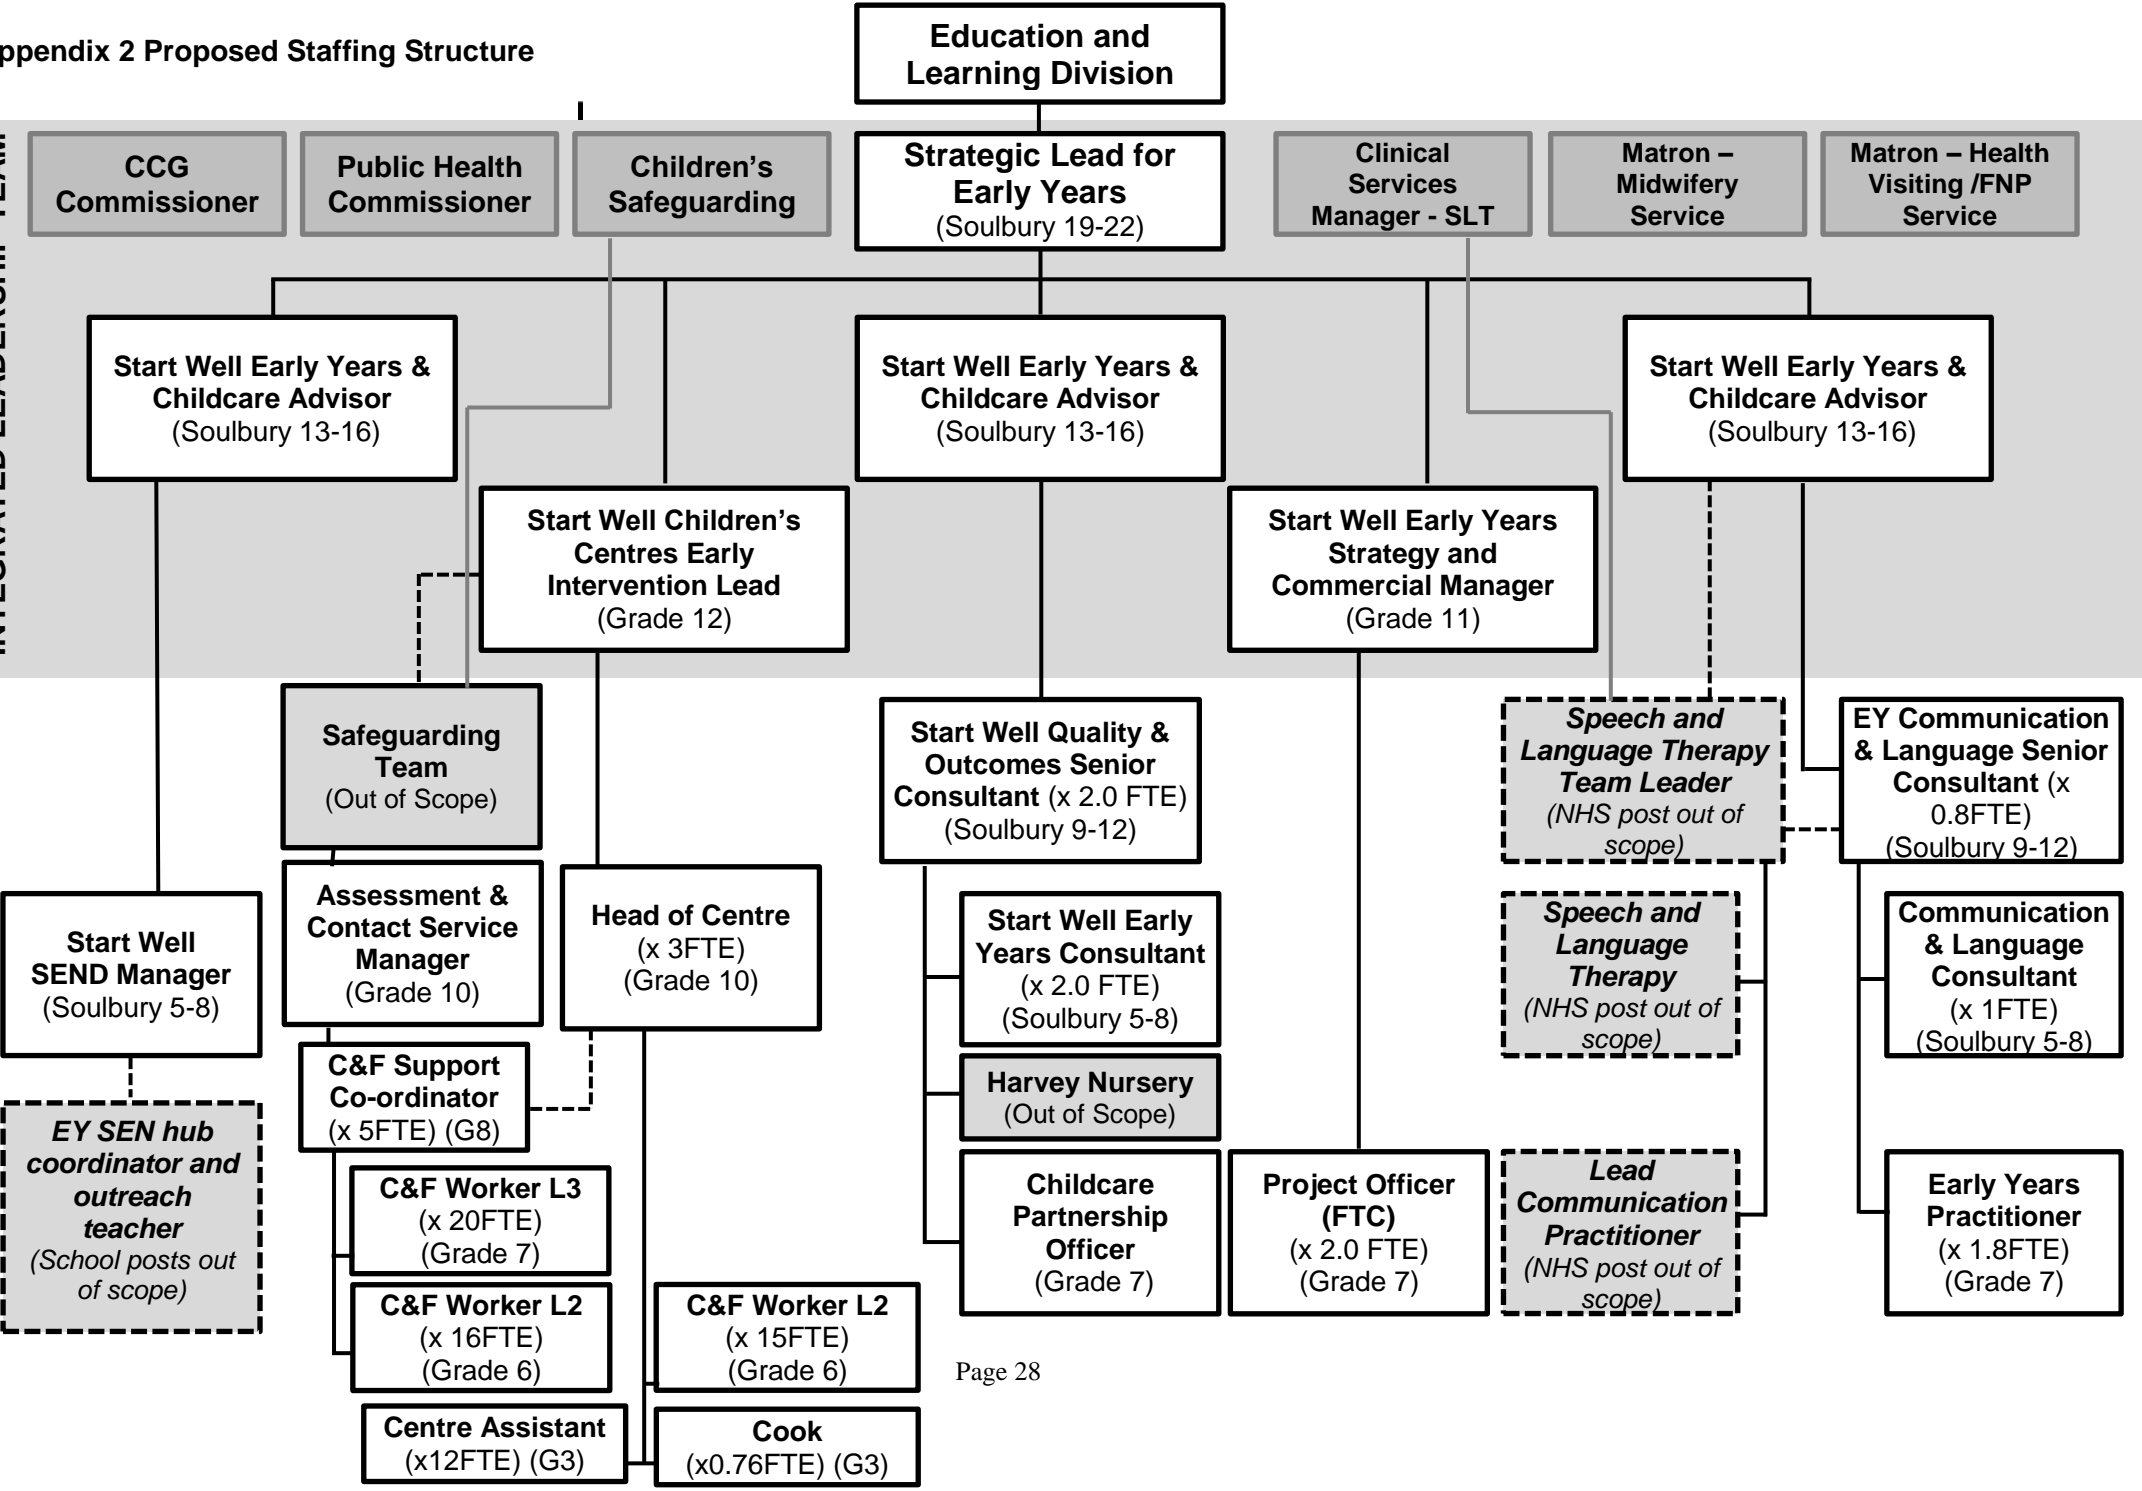 ppendix 2 Proposed Staffing Structure
Education and
Learning Division
INTEGRATED LEADERSHIP TEAM
CCG
Commissioner
Public Health
Commissioner
Children's
Safeguarding
Strategic Lead for
Early Years
(Soulbury 19-22)
Clinical
Services
Manager - SLT
Matron –
Midwifery
Service
Matron – Health
Visiting /FNP
Service
Start Well Early Years &
Childcare Advisor
(Soulbury 13-16)
Start Well Early Years &
Childcare Advisor
(Soulbury 13-16)
Start Well Early Years &
Childcare Advisor
(Soulbury 13-16)
Start Well Children's
Centres Early
Intervention Lead
(Grade 12)
Start Well Early Years
Strategy and
Commercial Manager
(Grade 11)
Safeguarding
Team
(Out of Scope)
Start Well Quality &
Outcomes Senior
Consultant (x 2.0 FTE)
(Soulbury 9-12)
Speech and
Language Therapy
Team Leader
(NHS post out of
scope)
EY Communication
& Language Senior
Consultant (x
0.8FTE)
(Soulbury 9-12)
Start Well
SEND Manager
(Soulbury 5-8)
Assessment &
Contact Service
Manager
(Grade 10)
Head of Centre
(x 3FTE)
(Grade 10)
Start Well Early
Years Consultant
(x 2.0 FTE)
(Soulbury 5-8)
Speech and
Language
Therapy
(NHS post out of
scope)
Communication
& Language
Consultant
(x 1FTE)
(Soulbury 5-8)
C&F Support
Co-ordinator
(x 5FTE) (G8)
Harvey Nursery
(Out of Scope)
EY SEN hub
coordinator and
outreach
teacher
(School posts out
of scope)
C&F Worker L3
(x 20FTE)
(Grade 7)
Childcare
Partnership
Officer
(Grade 7)
Project Officer
(FTC)
(x 2.0 FTE)
(Grade 7)
Lead
Communication
Practitioner
(NHS post out of
scope)
Early Years
Practitioner
(x 1.8FTE)
(Grade 7)
C&F Worker L2
(x 16FTE)
(Grade 6)
C&F Worker L2
(x 15FTE)
(Grade 6)
Centre Assistant
(x12FTE) (G3)
Cook
(x0.76FTE) (G3)
Page 28